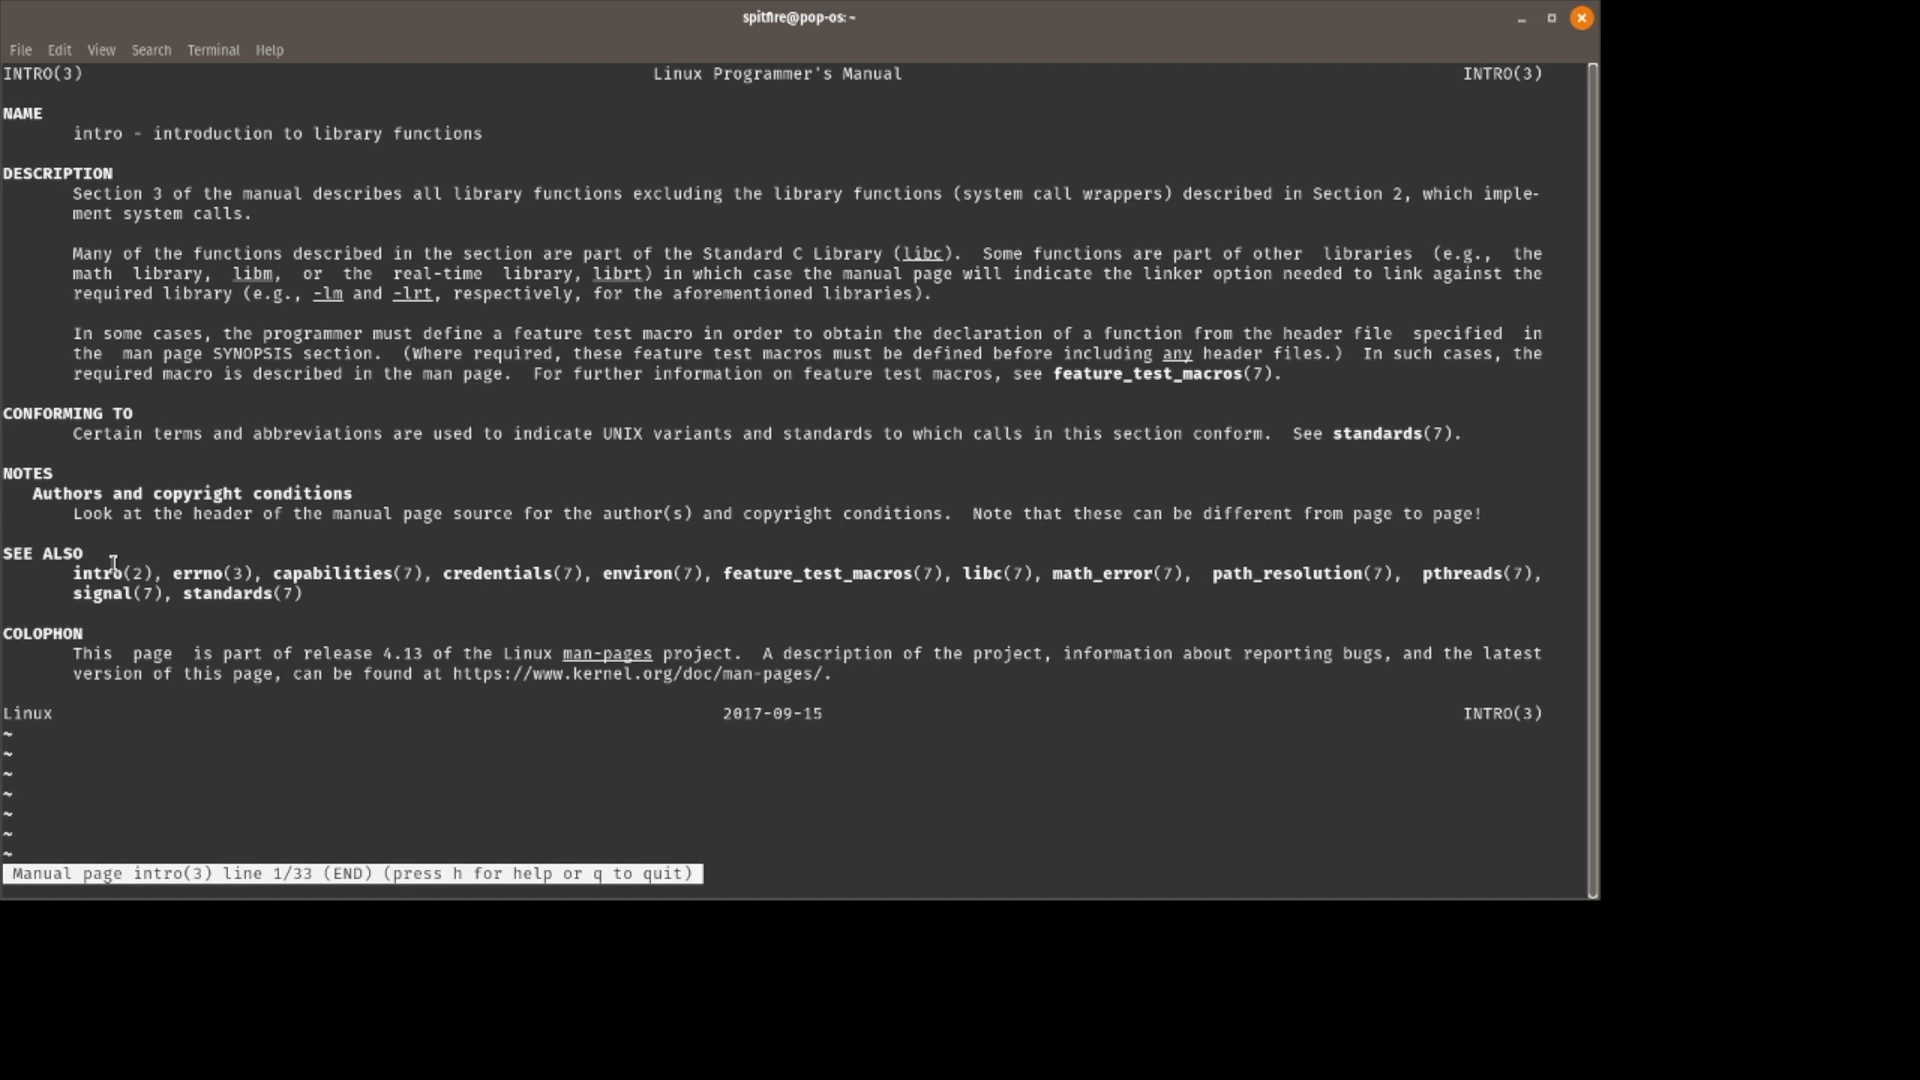 spitfire@pop-os: ~
File Edit View Search Terminal Help
INTRO(3) Linux Programmer's Manual INTRO(3)
NAME
intro - introduction to library functions
DESCRIPTION
Section 3 of the manual describes all library functions excluding the library functions (system call wrappers) described in Section 2, which imple-
ment system calls.
Many of the functions described in the section are part of the Standard C Library (libc). Some functions are part of other libraries (e.g., the
math library, libm, or the real-time library, librt) in which case the manual page will indicate the linker option needed to link against the
required library (e.g., -lm and -lrt, respectively, for the aforementioned libraries).
In some cases, the programmer must define a feature test macro in order to obtain the declaration of a function from the header file specified in
the man page SYNOPSIS section. (Where required, these feature test macros must be defined before including any header files.) In such cases, the
required macro is described in the man page. For further information on feature test macros, see feature_test_macros(7).
CONFORMING TO
Certain terms and abbreviations are used to indicate UNIX variants and standards to which calls in this section conform. See standards(7).
NOTES
Authors and copyright conditions
Look at the header of the manual page source for the author(s) and copyright conditions. Note that these can be different from page to page!
SEE ALSO
intro(2), errno(3), capabilities(7), credentials(7), environ(7), feature_test_macros(7), libc(7), math_error(7), path_resolution(7), pthreads(7),
signal(7), standards(7)
COLOPHON
This page is part of release 4.13 of the Linux man-pages project. A description of the project, information about reporting bugs, and the latest
version of this page, can be found at https://www.kernel.org/doc/man-pages/.
Linux 2017-09-15 INTRO(3)
~
~
~
~
~
~
~
Manual page intro(3) line 1/33 (END) (press h for help or q to quit)